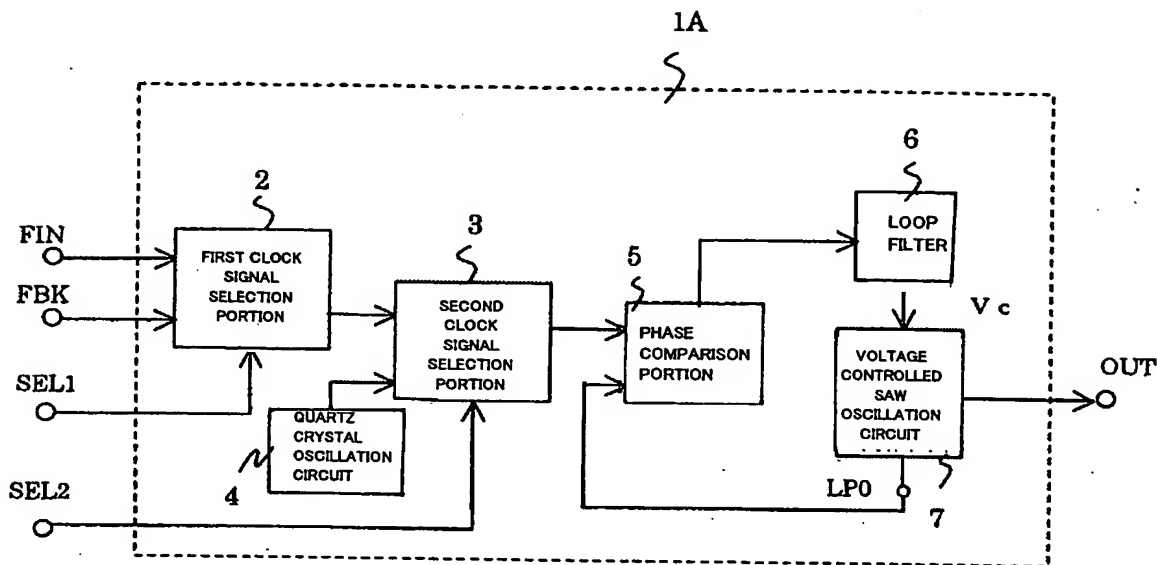 1A
6
2
LOOP
FILTER
FIN
3
FIRST CLOCK
SIGNAL
SELECTION
PORTION
5
SECOND
CLOCK
SIGNAL
SELECTION
PORTION
FBK
Vc
PHASE
COMPARISON
PORTION
VOLTAGE
CONTROLLED
SAW
OSCILLATION
CIRCUIT
OUT
SEL1
QUARTZ
CRYSTAL
OSCILLATION
CIRCUIT
4
SEL2
LP0
7